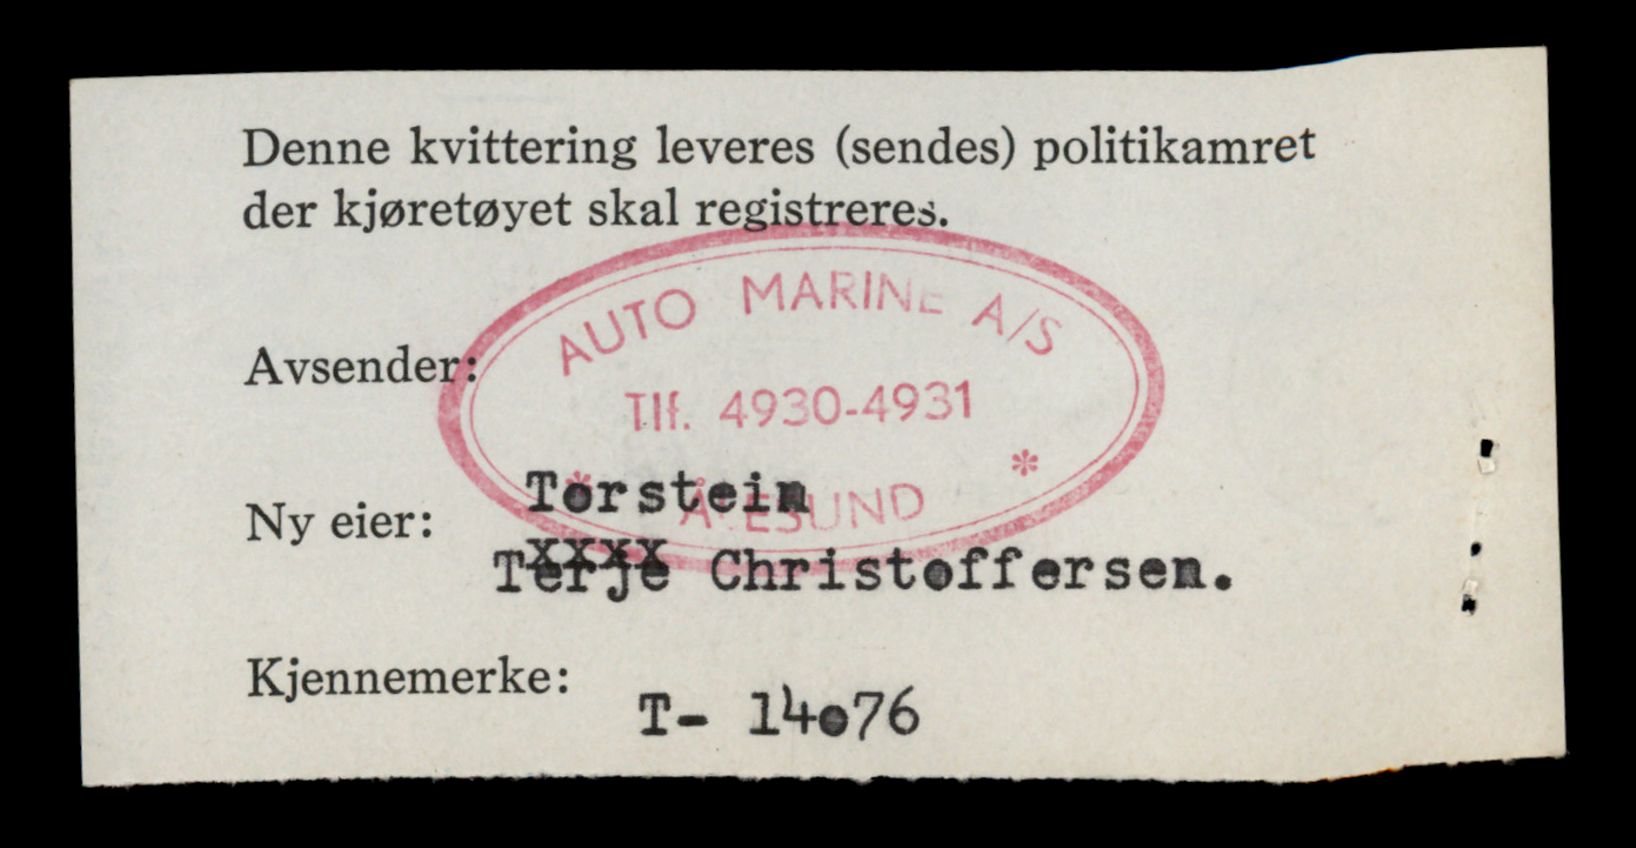 Denne kvittering leveres (sendes) politikamret
der kjøretøyet skal registreres.
AUTO MARINE A/S
Avsender:
Tlf. 4930-4931
* *
ÅLESUND
Torstein
Ny eier:
Terje Christoffersen.
Kjennemerke:
T- 14076